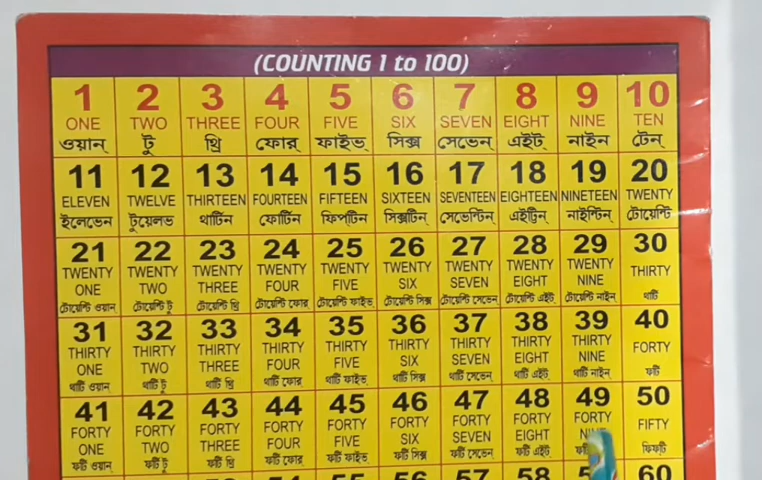 (COUNTING 1 to 100)
1 2 3 4 5 6 7 8 9 10
ONE TWO THREE FOUR FIVE SIX SEVEN EIGHT NINE TEN
ওয়ান্ টু থ্রি ফোর্ ফাইভ্ সিক্স সেভেন্ এইট্ নাইন টেন্
11 12 13 14 15 16 17 18 19 20
ELEVEN TWELVE THIRTEEN FOURTEEN FIFTEEN SIXTEEN SEVENTEEN EIGHTEEN NINETEEN TWENTY
ইলেভেন টুয়েলভ থার্টিন ফোর্টিন ফিপটিন সিক্সটিন্ সেভেন্টিন্ এইট্টিন্ নাইন্টিন্ টোয়েন্টি
21 22 23 24 25 26 27 28 29 30
TWENTY TWENTY TWENTY TWENTY TWENTY TWENTY TWENTY TWENTY TWENTY THIRTY
ONE TWO THREE FOUR FIVE SIX SEVEN EIGHT NINE
টোয়েন্টি ওয়ান্ টোয়েন্টি টু টোয়েন্টি থ্রি টোয়েন্টি ফোর টোয়েন্টি ফাইভ্ টোয়েন্টি সিক্স টোয়েন্টি সেভেন্ টোয়েন্টি এইট্ টোয়েন্টি নাইন্ থার্টি
31 32 33 34 35 36 37 38 39 40
THIRTY THIRTY THIRTY THIRTY THIRTY THIRTY THIRTY THIRTY THIRTY FORTY
ONE TWO THREE FOUR FIVE SIX SEVEN EIGHT NINE
থার্টি ওয়ান্ থার্টি টু থার্টি থ্রি থার্টি ফোর্ থার্টি ফাইভ্ থার্টি সিক্স থার্টি সেভেন্ থার্টি এইট্ থার্টি নাইন্ ফর্টি
41 42 43 44 45 46 47 48 49 50
FORTY FORTY FORTY FORTY FORTY FORTY FORTY FORTY FORTY FIFTY
ONE TWO THREE FOUR FIVE SIX SEVEN EIGHT
ফর্টি ওয়ান্ ফর্টি টু ফর্টি থ্রি ফর্টি ফোর্ ফর্টি ফাইভ্ ফর্টি সিক্স ফর্টি সেভেন্ ফর্টি এইট্ ফিফ্টি
54 55 56 57 58 60